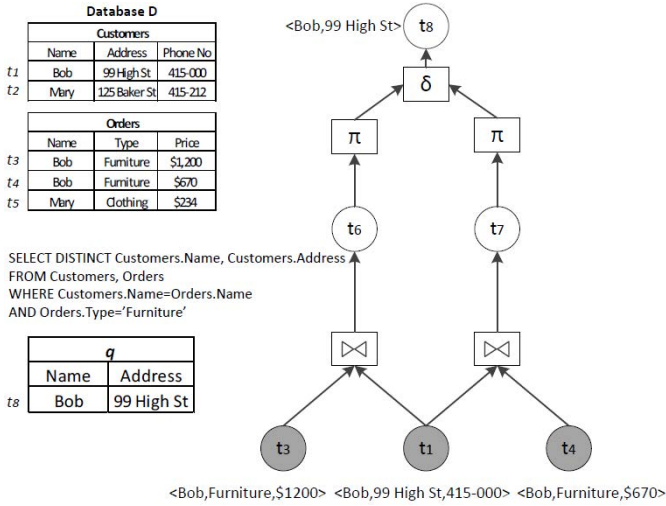 Database D
Customers
Name Address Phone No
t1 Bob 99 High St 415-000
t2 Mary 125 Baker St 415-212
Orders
Name Type Price
t3 Bob Furniture $1,200
t4 Bob Furniture $670
t5 Mary Clothing $234
SELECT DISTINCT Customers.Name, Customers.Address
FROM Customers, Orders
WHERE Customers.Name=Orders.Name
AND Orders.Type='Furniture'
q
Name Address
t8 Bob 99 High St
<Bob,99 High St> t8
δ
π π
t6 t7
⋈ ⋈
t3 t1 t4
<Bob,Furniture,$1200> <Bob,99 High St,415-000> <Bob,Furniture,$670>